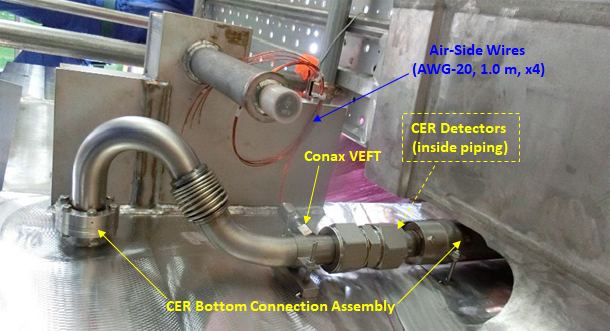 Air-Side Wires
(AWG-20, 1.0 m, x4)
CER Detectors
(inside piping)
Conax VEFT
CER Bottom Connection Assembly